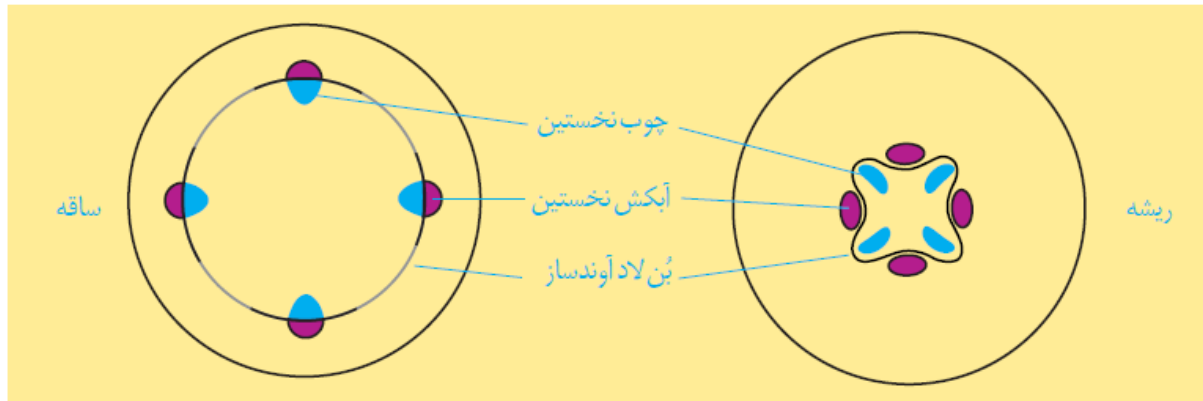 چوب نخستین
آبکش نخستین
ساقه
ریشه
بُن لاد آوندساز